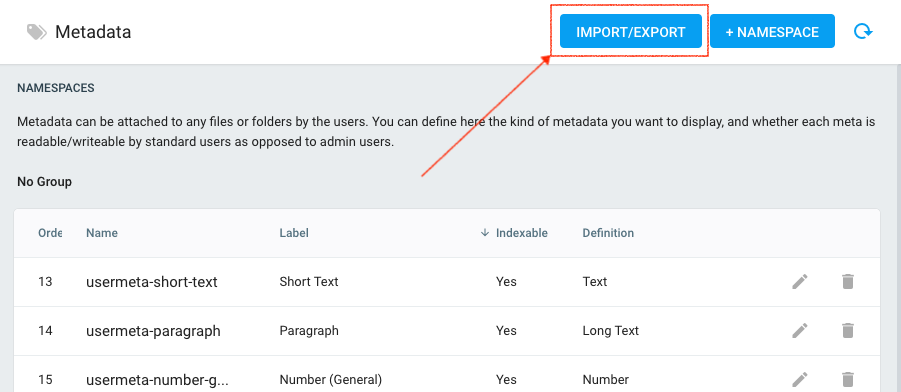 Metadata
IMPORT/EXPORT
+ NAMESPACE
NAMESPACES
Metadata can be attached to any files or folders by the users. You can define here the kind of metadata you want to display, and whether each meta is
readable/writeable by standard users as opposed to admin users.
No Group
Orde Name Label Indexable Definition
13 usermeta-short-text Short Text Yes Text
14 usermeta-paragraph Paragraph Yes Long Text
15 usermeta-number-g... Number (General) Yes Number